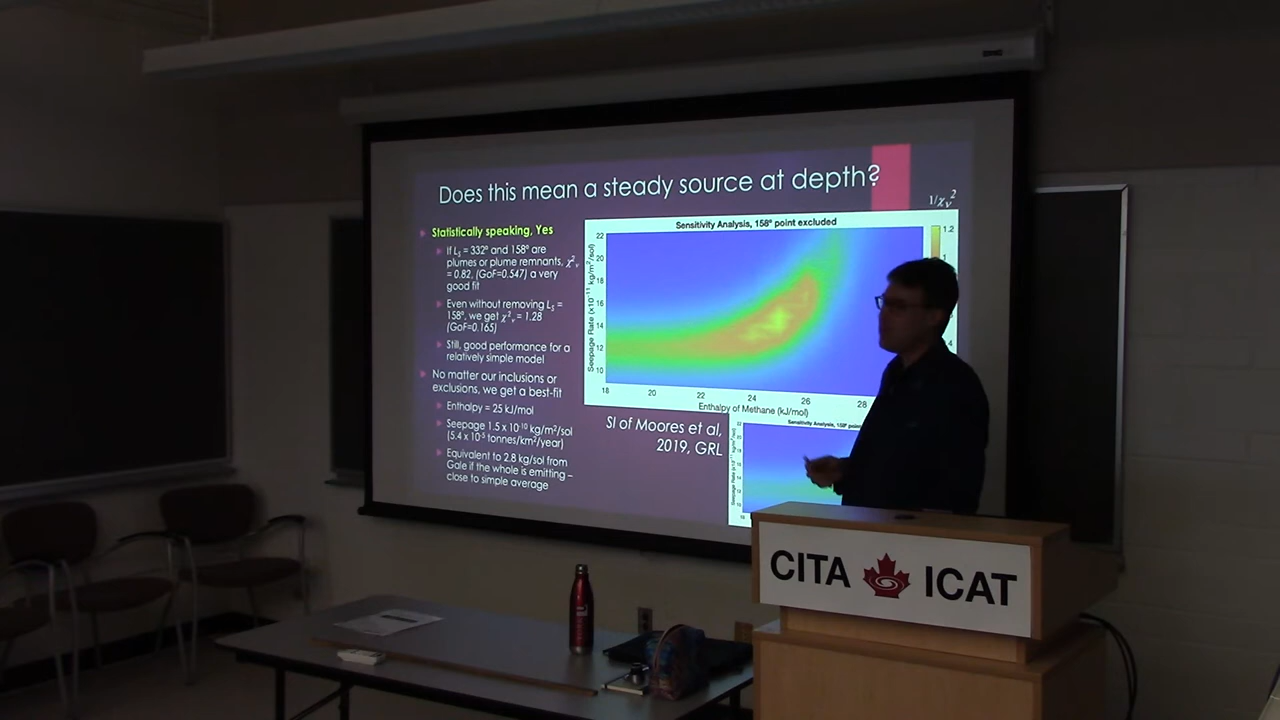 Does this mean a steady source at depth?
Statistically speaking, Yes
If Ls = 332° and 158° are
plumes or plume remnants, χ²ᵥ
= 0.82, (GoF=0.547) a very
good fit
Even without removing Ls =
158°, we get χ²ᵥ = 1.28
(GoF=0.165)
Still, good performance for a
relatively simple model
No matter our inclusions or
exclusions, we get a best-fit
Enthalpy = 25 kJ/mol
Seepage 1.5 x 10⁻¹⁰ kg/m²/sol
(5.4 x 10⁻⁵ tonnes/km²/year)
Equivalent to 2.8 kg/sol from
Gale if the whole is emitting –
close to simple average
1/χᵥ²
Sensitivity Analysis, 158° point excluded
1.2
1
22
20
18
16
14
12
10
Seepage Rate (x10⁻¹¹ kg/m²/sol)
18 20 22 24 26 28
Enthalpy of Methane (kJ/mol)
SI of Moores et al,
2019, GRL
Sensitivity Analysis, 158° point
CITA ICAT